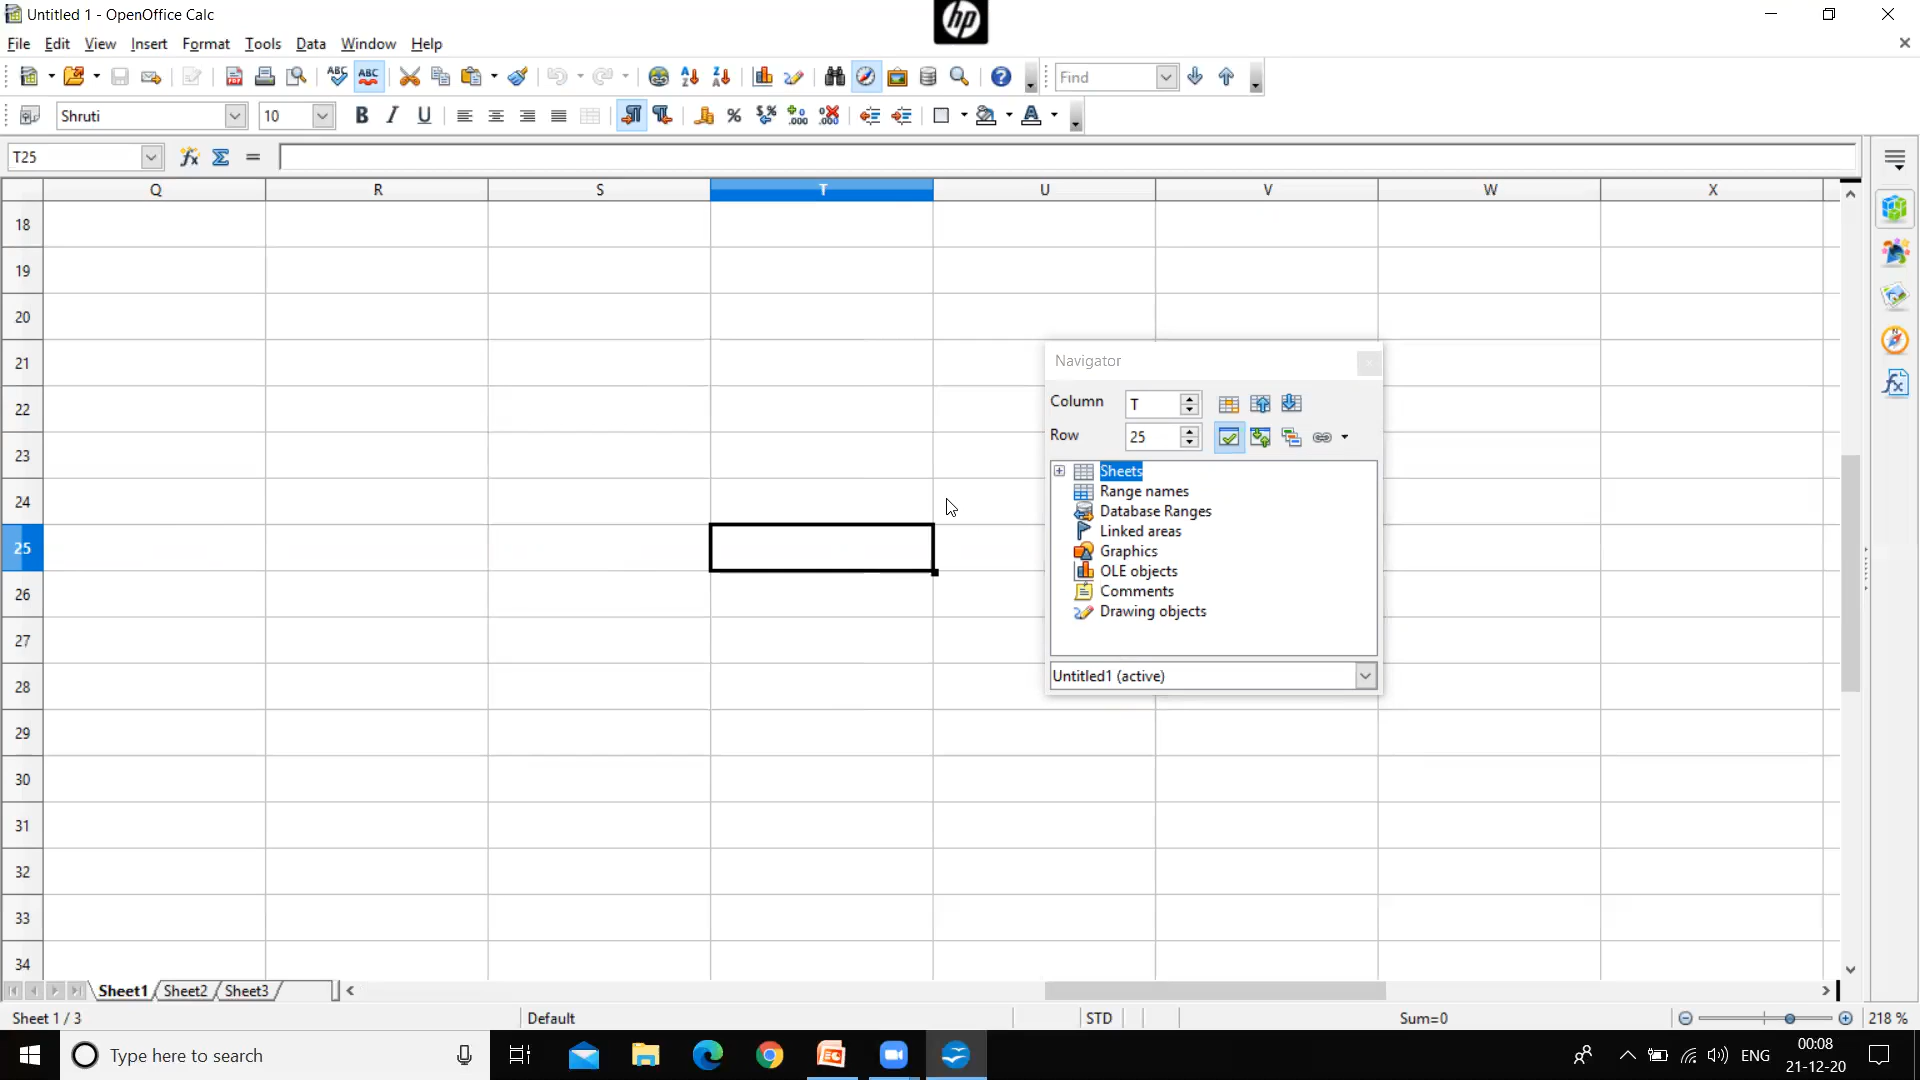 Untitled 1 - OpenOffice Calc
hp
File Edit View Insert Format Tools Data Window Help
ABC ABC Find
Shruti 10 B I U
T25
Q R S T U V W X
18
19
20
21
22
23
24
25
26
27
28
29
30
31
32
33
34
Navigator
Column T
Row 25
Sheets
Range names
Database Ranges
Linked areas
Graphics
OLE objects
Comments
Drawing objects
Untitled1 (active)
Sheet1 Sheet2 Sheet3
Sheet 1 / 3 Default STD Sum=0 218 %
Type here to search
ENG
00:08
21-12-20